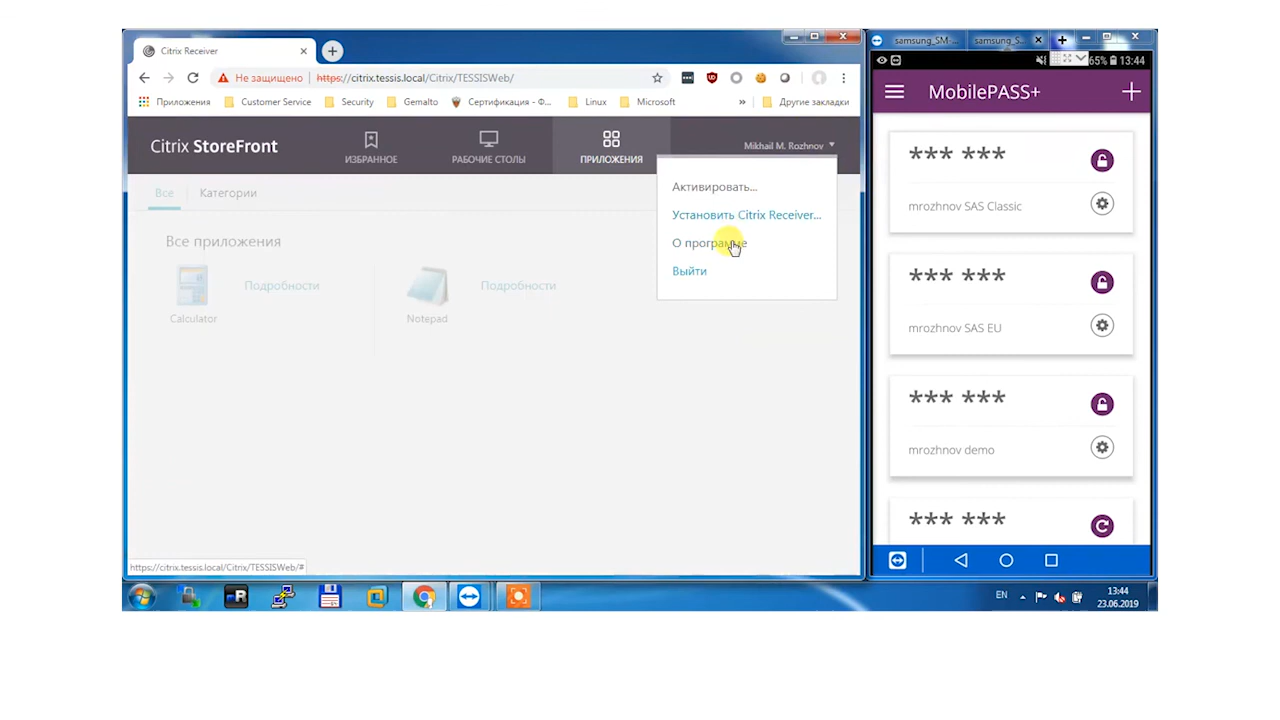 Citrix Receiver
Не защищено https://citrix.tessis.local/Citrix/TESSISWeb/
Приложения Customer Service Security Gemalto Сертификация - Ф... Linux Microsoft » Другие закладки
Citrix StoreFront
ИЗБРАННОЕ РАБОЧИЕ СТОЛЫ ПРИЛОЖЕНИЯ
Mikhail M. Rozhnov
Активировать...
Установить Citrix Receiver...
О программе
Выйти
Все Категории
Все приложения
Подробности
Calculator
Подробности
Notepad
https://citrix.tessis.local/Citrix/TESSISWeb/#
samsung_SM-... samsung_S...
65% 13:44
MobilePASS+
*** ***
mrozhnov SAS Classic
*** ***
mrozhnov SAS EU
*** ***
mrozhnov demo
*** ***
EN 13:44
23.06.2019